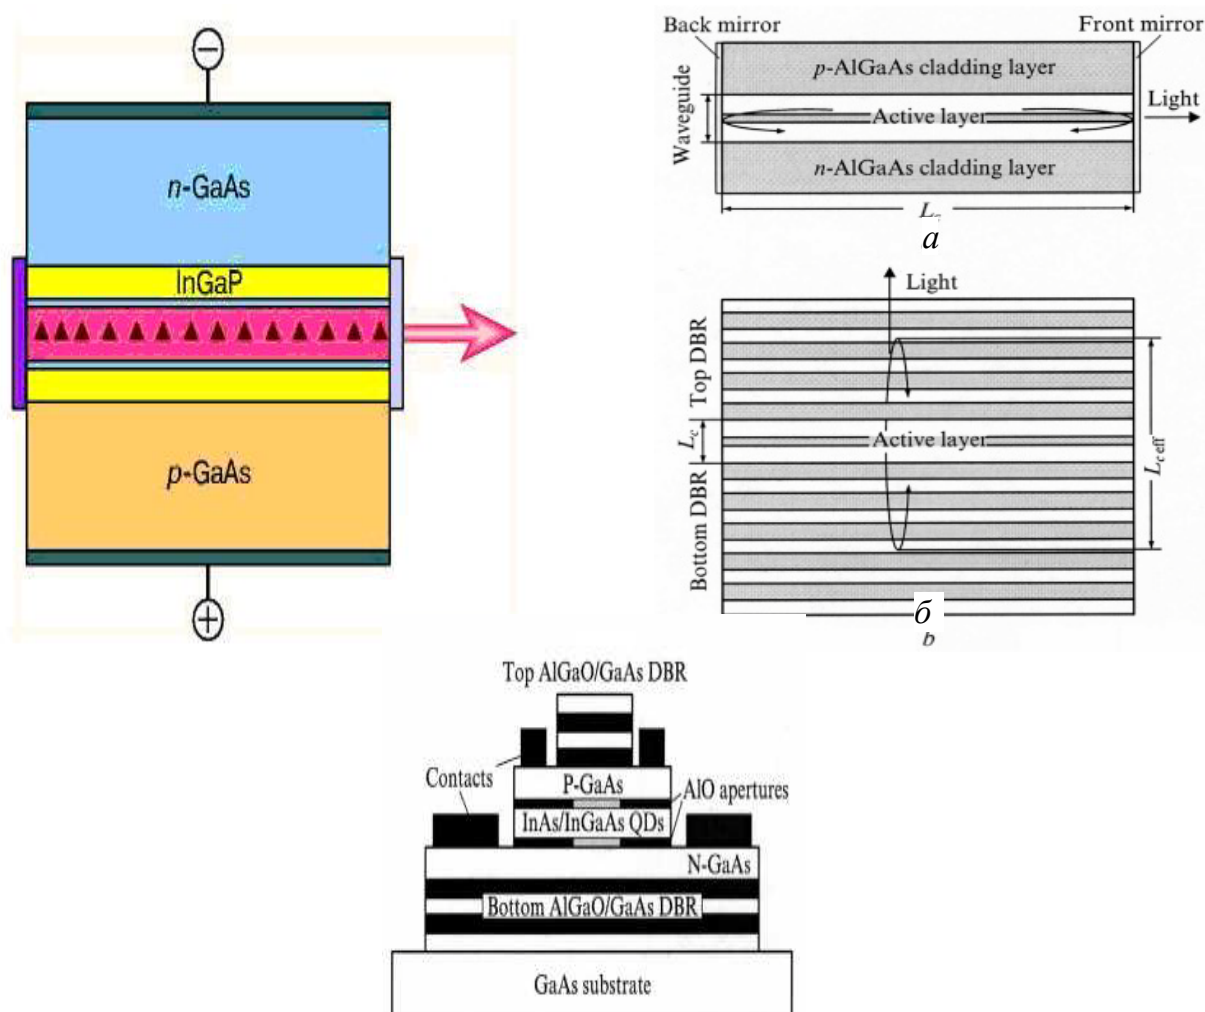 −
n-GaAs
InGaP
p-GaAs
+
Back mirror
Front mirror
p-AlGaAs cladding layer
Waveguide
Active layer
Light
n-AlGaAs cladding layer
а
Light
Top DBR
Lc
Active layer
Lc eff
Bottom DBR
б
b
Top AlGaO/GaAs DBR
Contacts
P-GaAs
AlO apertures
InAs/InGaAs QDs
N-GaAs
Bottom AlGaO/GaAs DBR
GaAs substrate